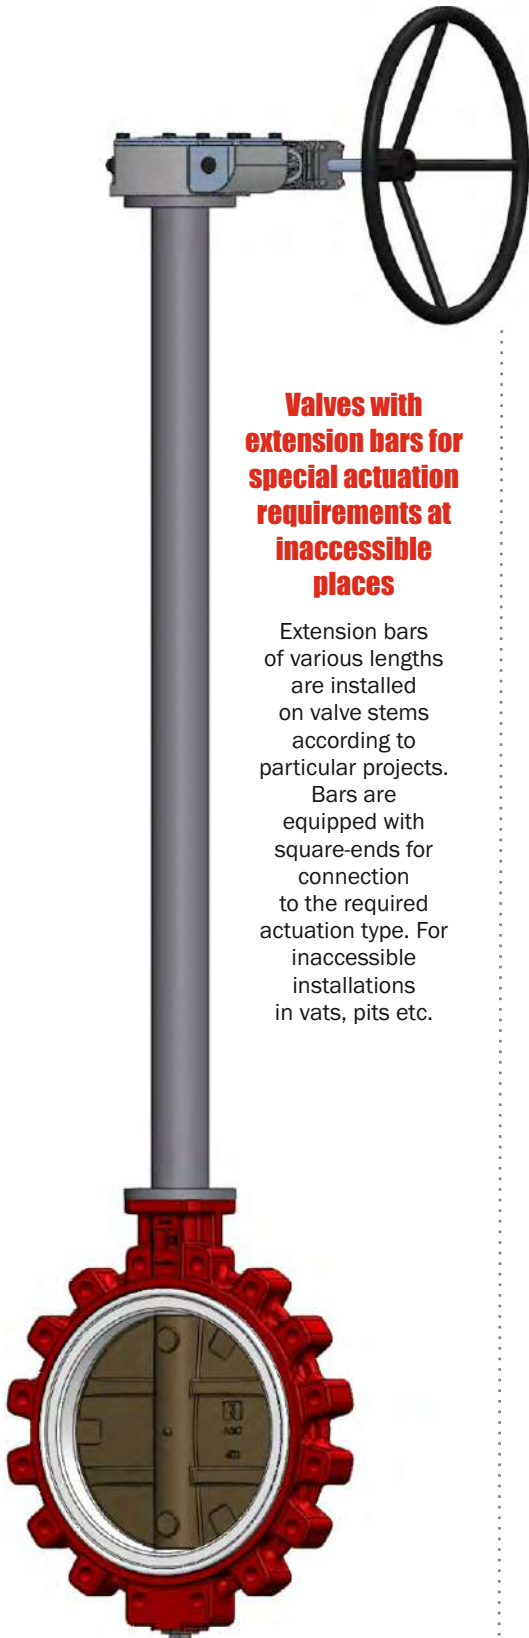 Valves with
extension bars for
special actuation
requirements at
inaccessible
places
Extension bars
of various lengths
are installed
on valve stems
according to
particular projects.
Bars are
equipped with
square-ends for
connection
to the required
actuation type. For
inaccessible
installations
in vats, pits etc.